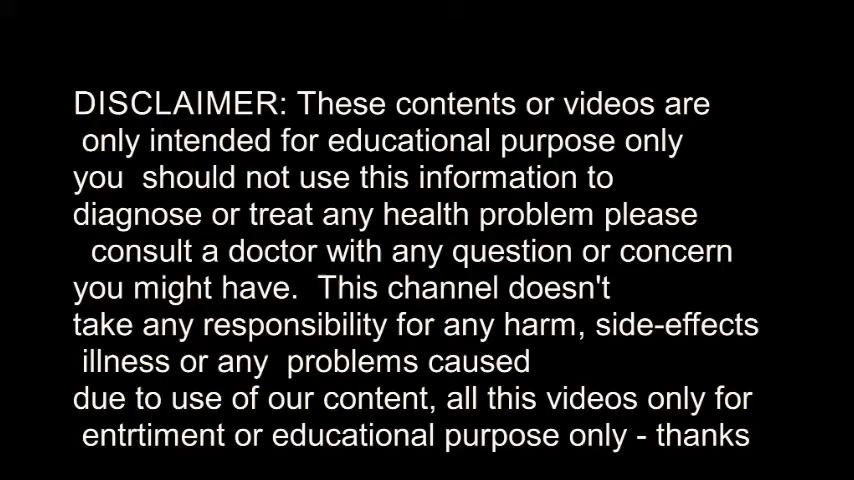 DISCLAIMER: These contents or videos are
only intended for educational purpose only
you should not use this information to
diagnose or treat any health problem please
consult a doctor with any question or concern
you might have. This channel doesn't
take any responsibility for any harm, side-effects
illness or any problems caused
due to use of our content, all this videos only for
entrtiment or educational purpose only - thanks